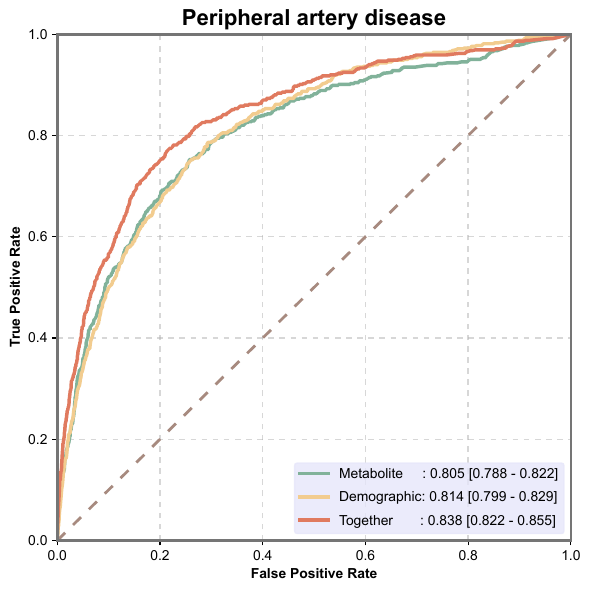 Peripheral artery disease
True Positive Rate
1.0
0.8
0.6
0.4
0.2
0.0
Metabolite : 0.805 [0.788 - 0.822]
Demographic: 0.814 [0.799 - 0.829]
Together : 0.838 [0.822 - 0.855]
0.0 0.2 0.4 0.6 0.8 1.0
False Positive Rate